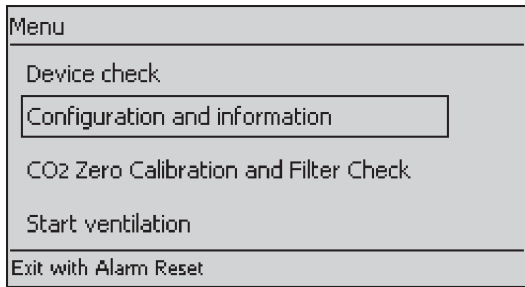 Menu
Device check
Configuration and information
CO2 Zero Calibration and Filter Check
Start ventilation
Exit with Alarm Reset